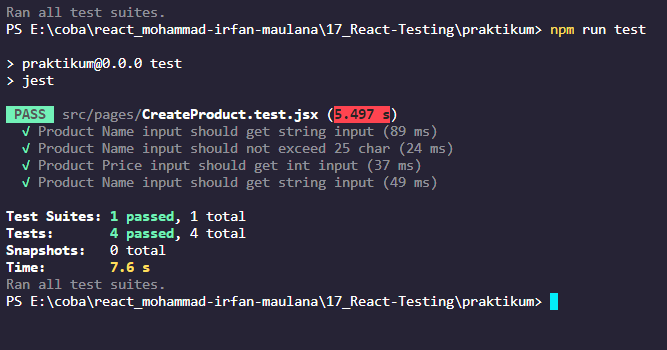 Ran all test suites.
PS E:\coba\react_mohammad-irfan-maulana\17_React-Testing\praktikum> npm run test
> praktikum@0.0.0 test
> jest
PASS src/pages/CreateProduct.test.jsx (5.497 s)
√ Product Name input should get string input (89 ms)
√ Product Name input should not exceed 25 char (24 ms)
√ Product Price input should get int input (37 ms)
√ Product Name input should get string input (49 ms)
Test Suites: 1 passed, 1 total
Tests: 4 passed, 4 total
Snapshots: 0 total
Time: 7.6 s
Ran all test suites.
PS E:\coba\react_mohammad-irfan-maulana\17_React-Testing\praktikum>